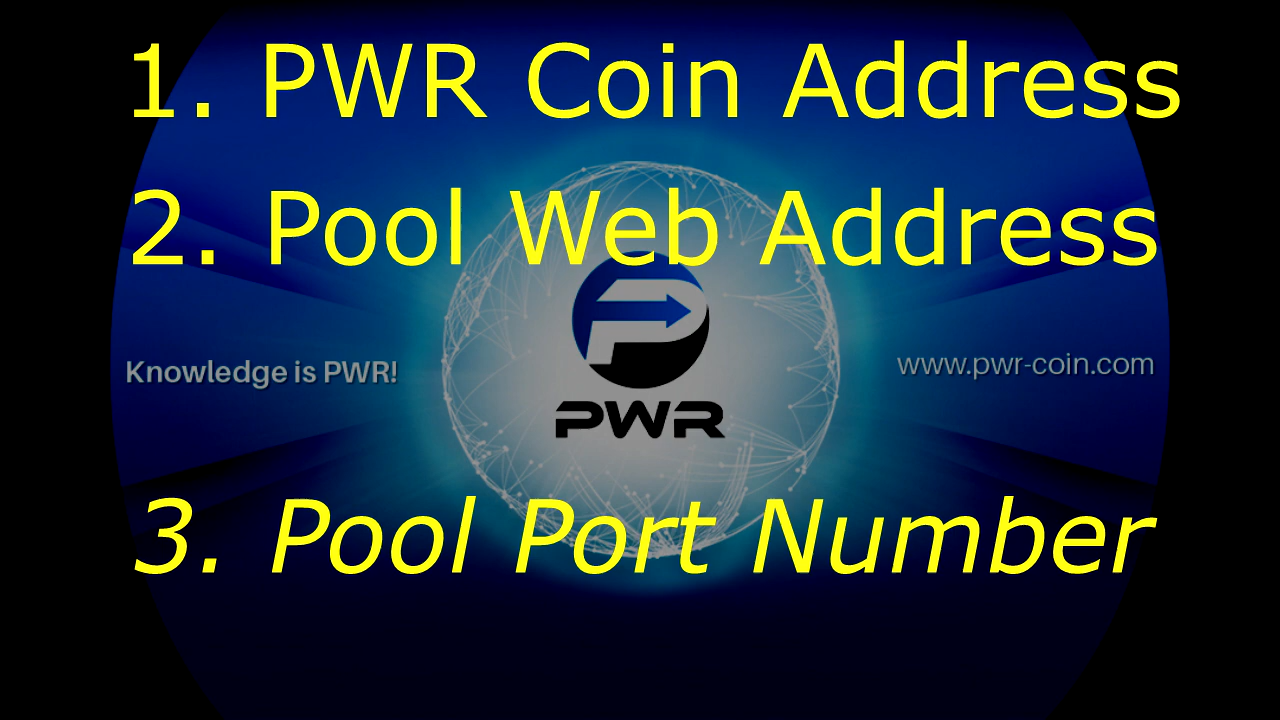 1. PWR Coin Address
2. Pool Web Address
Knowledge is PWR!
www.pwr-coin.com
PWR
3. Pool Port Number